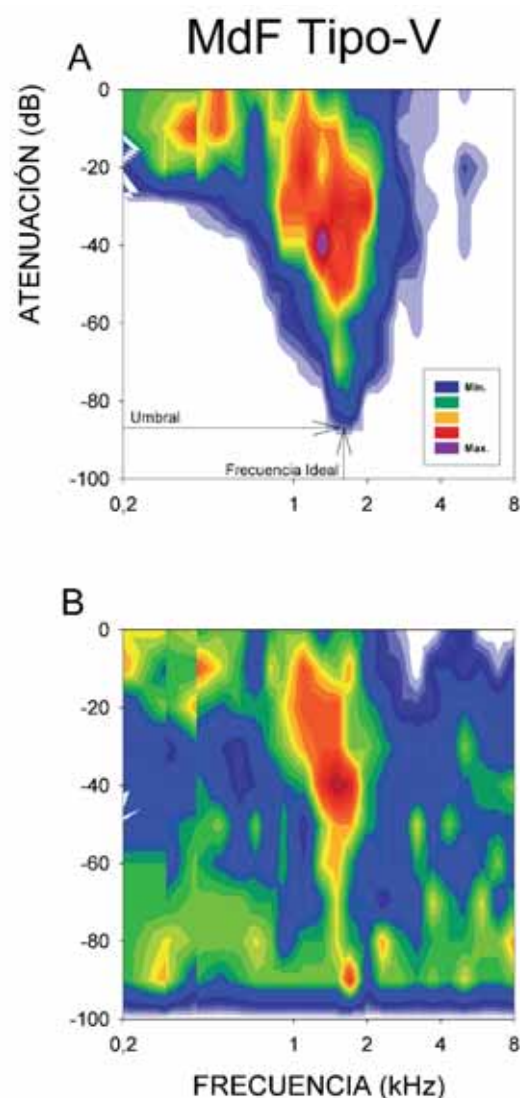 MdF Tipo-V
A
ATENUACIÓN (dB)
0
-20
-40
-60
-80
-100
Umbral
Frecuencia Ideal
Min.
Max.
0,2
1
2
4
8
B
0
-20
-40
-60
-80
-100
0,2
1
2
4
8
FRECUENCIA (kHz)